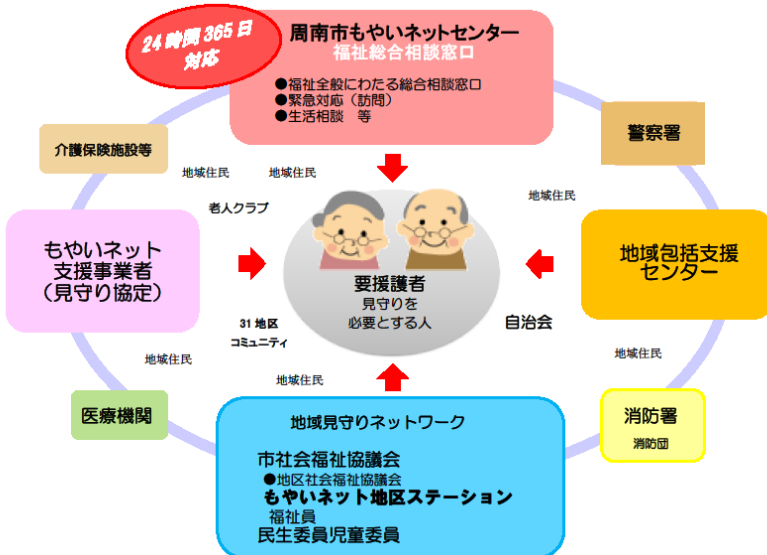 24時間365日
対応
周南市もやいネットセンター
福祉総合相談窓口
●福祉全般にわたる総合相談窓口
●緊急対応（訪問）
●生活相談　等
介護保険施設等
警察署
地域住民
地域住民
地域住民
老人クラブ
もやいネット
支援事業者
（見守り協定）
地域包括支援
センター
要援護者
見守りを
必要とする人
31地区
コミュニティ
自治会
地域住民
地域住民
地域住民
医療機関
消防署
消防団
地域見守りネットワーク
市社会福祉協議会
●地区社会福祉協議会
もやいネット地区ステーション
福祉員
民生委員児童委員